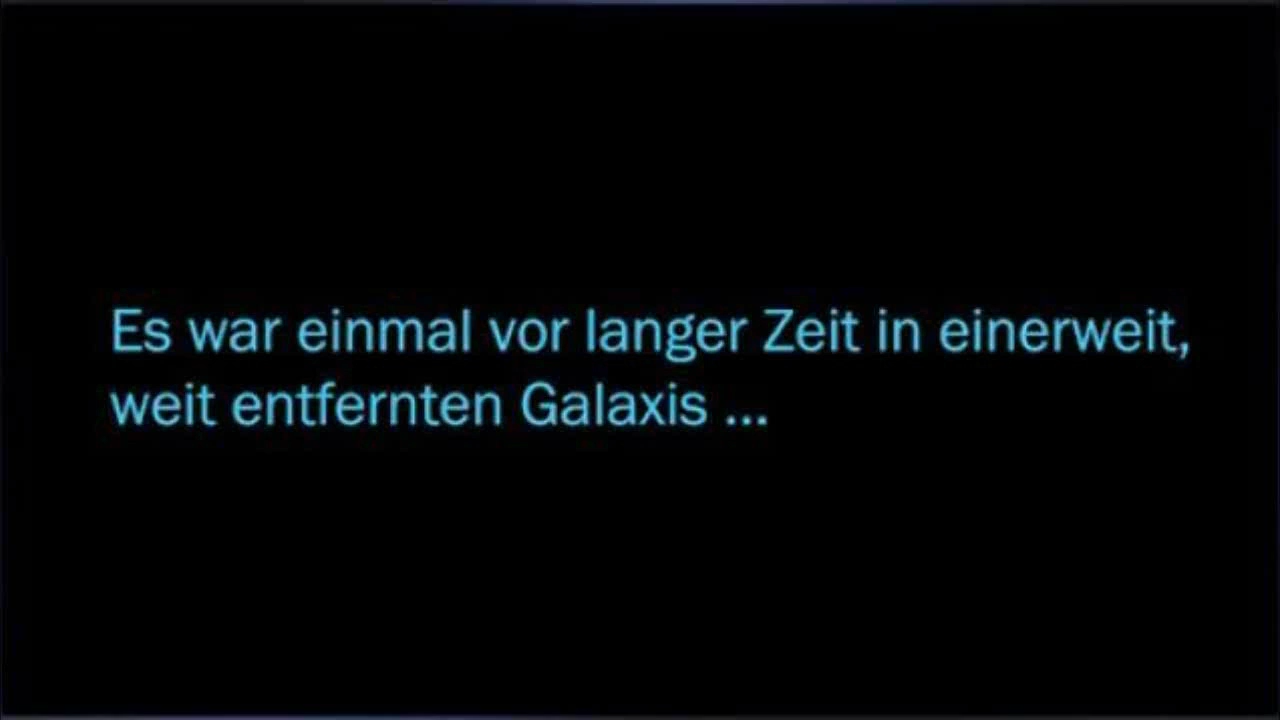 Es war einmal vor langer Zeit in einerweit,
weit entfernten Galaxis ...